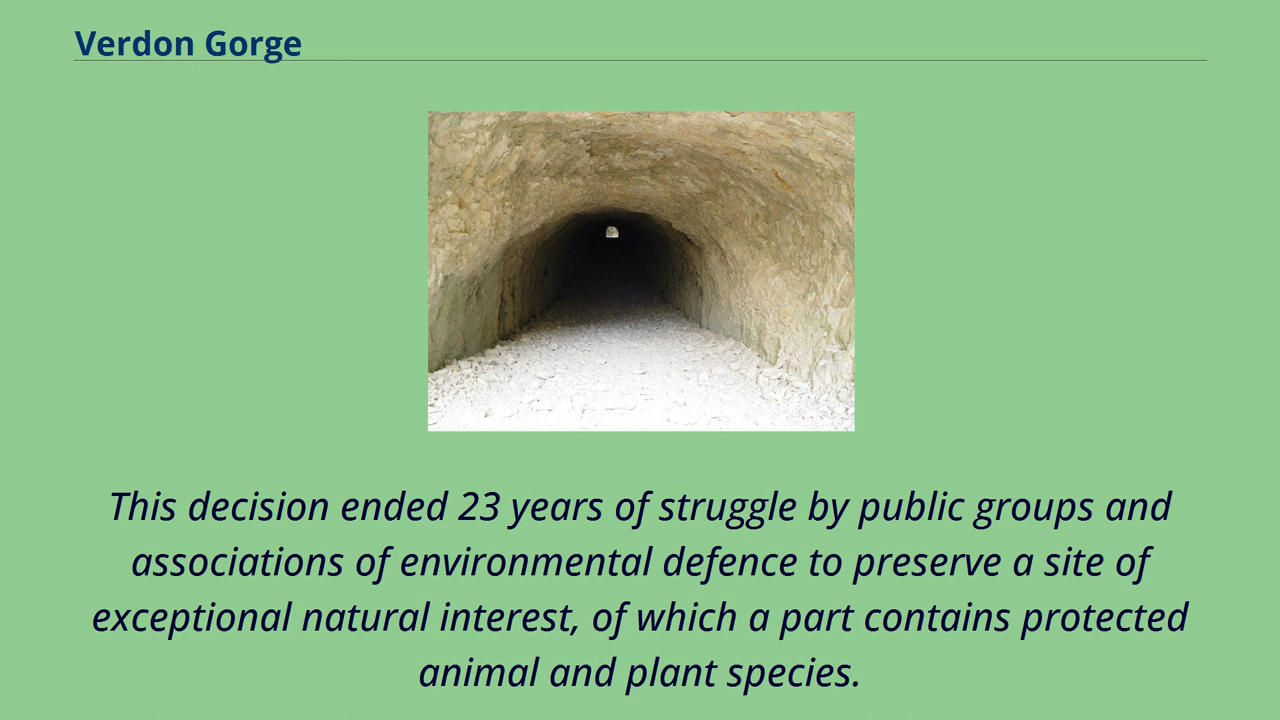 Verdon Gorge
This decision ended 23 years of struggle by public groups and
associations of environmental defence to preserve a site of
exceptional natural interest, of which a part contains protected
animal and plant species.